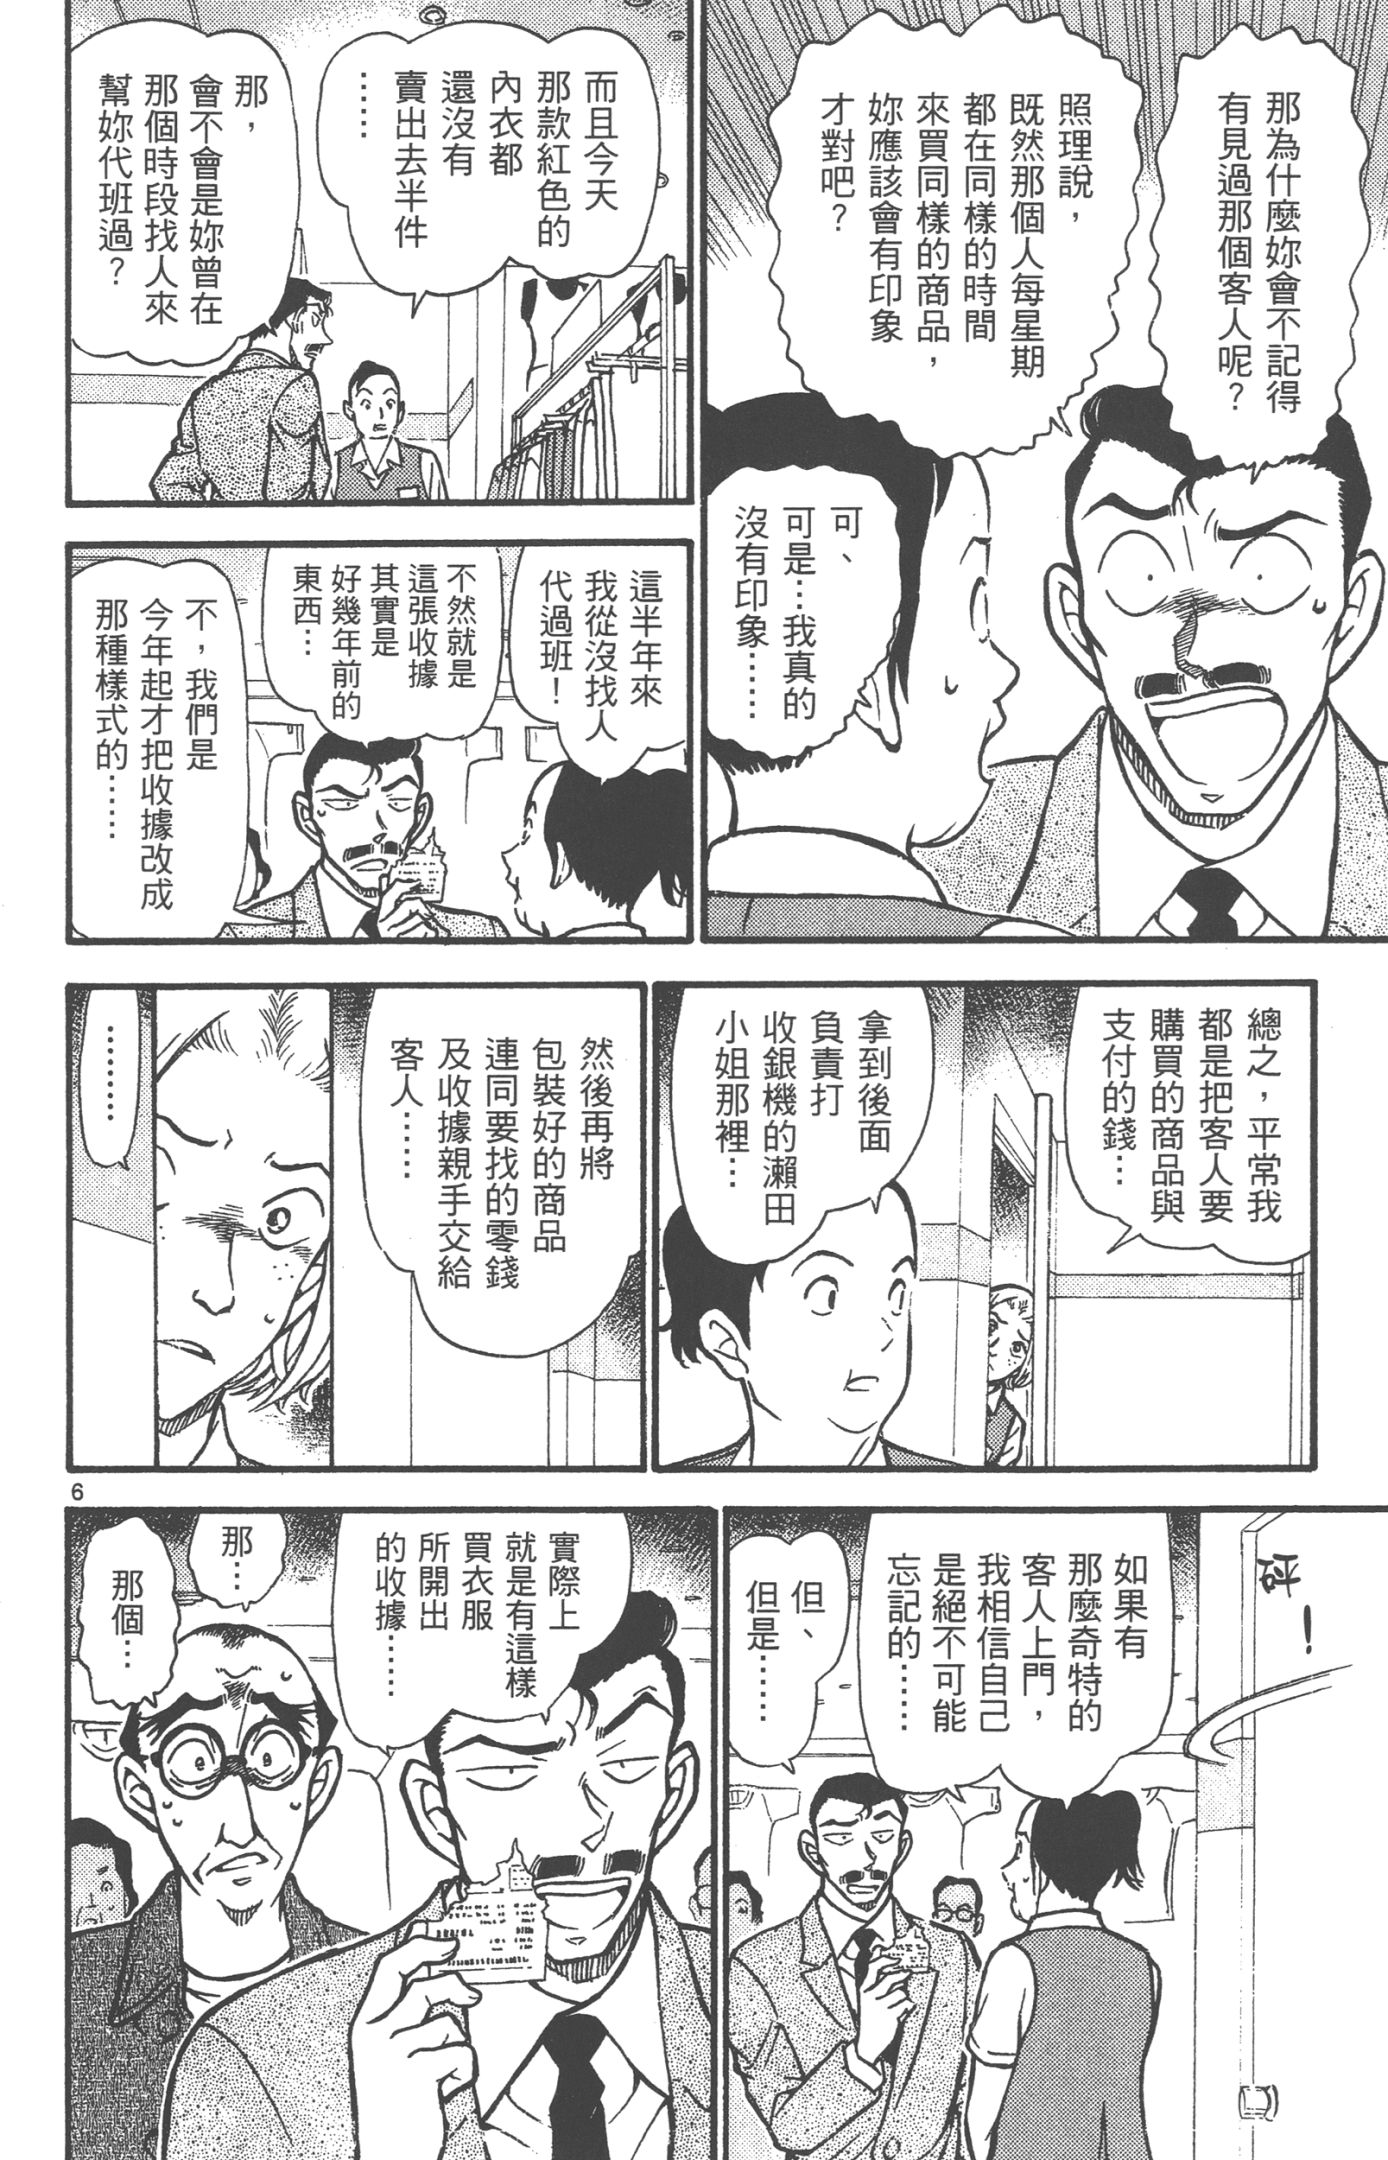 那為什麼妳會不記得
有見過那個客人呢？
照理說，
既然那個人每星期
都在同樣的時間
來買同樣的商品，
妳應該會有印象
才對吧？
可、
可是…我真的
沒有印象……
而且今天
那款紅色的
內衣都
還沒有
賣出去半件
……
那，
會不會是妳曾在
那個時段找人來
幫妳代班過？
這半年來
我從沒找人
代過班！
不然就是
這張收據
其實是
好幾年前的
東西…
不，我們是
今年起才把收據改成
那種樣式的……
總之，平常我
都是把客人要
購買的商品與
支付的錢…
拿到後面
負責打
收銀機的瀨田
小姐那裡…
然後再將
包裝好的商品
連同要找的零錢
及收據親手交給
客人……
………
6
呼！
如果有
那麼奇特的
客人上門，
我相信自己
是絕不可能
忘記的……
但、
但是……
實際上
就是有這樣
買衣服
所開出
的收據……
那…
那個…